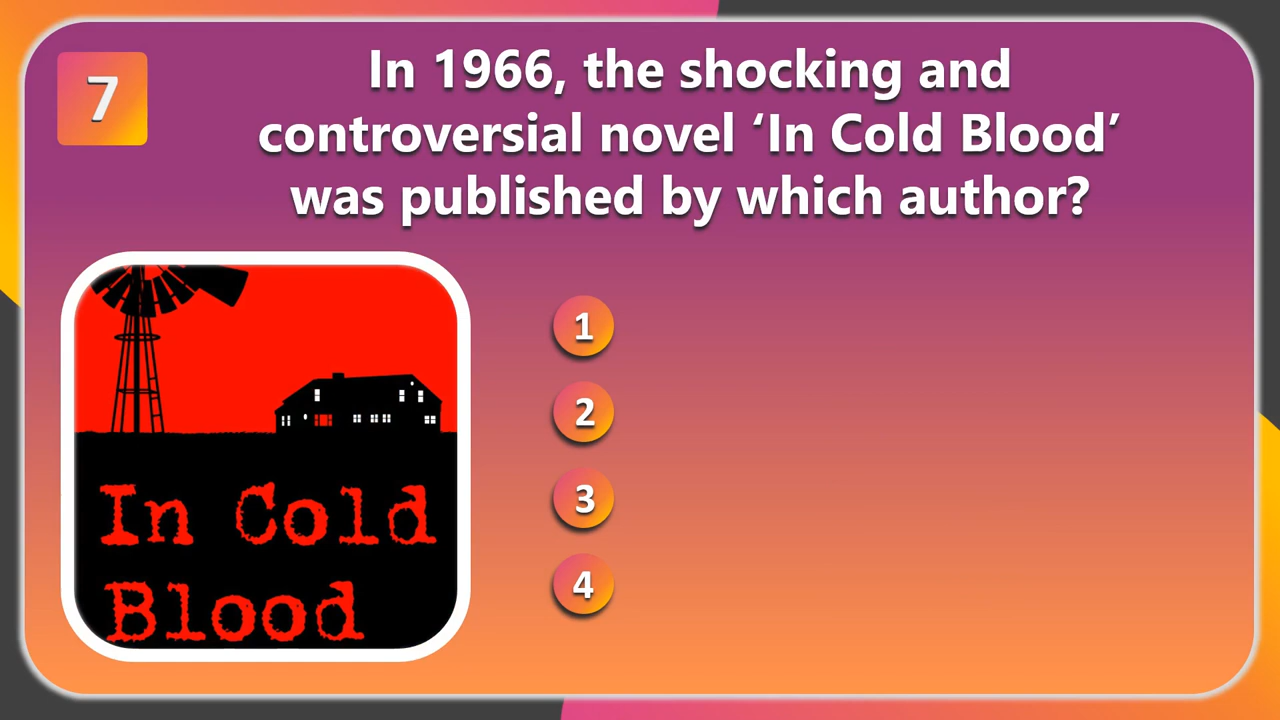 7
In 1966, the shocking and
controversial novel ‘In Cold Blood’
was published by which author?
In Cold
Blood
1
2
3
4